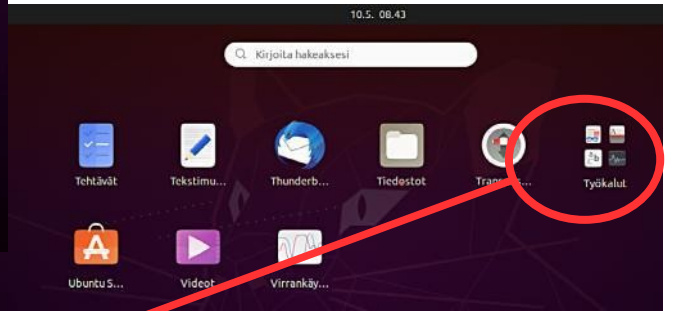 10.5. 08.43
Kirjoita hakeaksesi
Tehtävät Tekstimu... Thunderb... Tiedostot Työkalut
Ubuntu S... Videot Virrankäy...